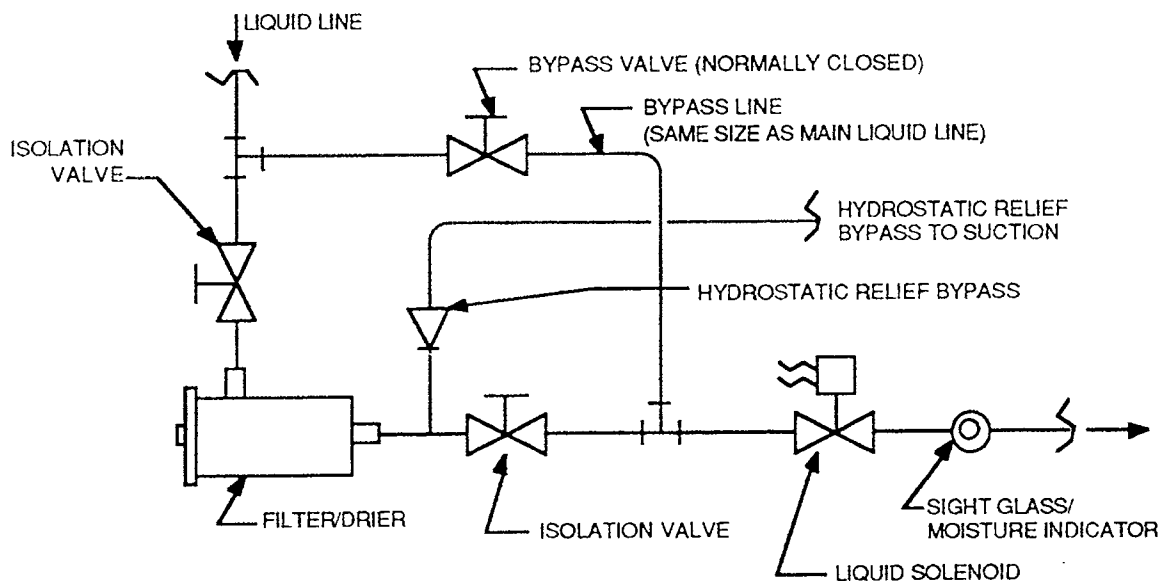 LIQUID LINE
BYPASS VALVE (NORMALLY CLOSED)
BYPASS LINE
(SAME SIZE AS MAIN LIQUID LINE)
ISOLATION
VALVE
HYDROSTATIC RELIEF
BYPASS TO SUCTION
HYDROSTATIC RELIEF BYPASS
FILTER/DRIER
ISOLATION VALVE
SIGHT GLASS/
MOISTURE INDICATOR
LIQUID SOLENOID